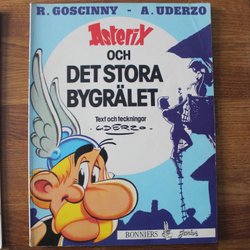 R. GOSCINNY - A. UDERZO
Asterix
OCH
DET STORA
BYGRÄLET
Text och teckningar
UDERZO
BONNIERS